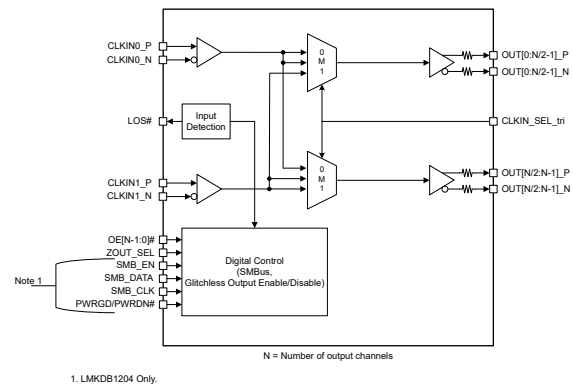 CLKIN0_P
CLKIN0_N
0
M
1
OUT[0:N/2-1]_P
OUT[0:N/2-1]_N
LOS#
Input
Detection
CLKIN_SEL_tri
CLKIN1_P
CLKIN1_N
0
M
1
OUT[N/2:N-1]_P
OUT[N/2:N-1]_N
OE[N-1:0]#
ZOUT_SEL
SMB_EN
SMB_DATA
SMB_CLK
PWRGD/PWRDN#
Note 1
Digital Control
(SMBus,
Glitchless Output Enable/Disable)
N = Number of output channels
1. LMKDB1204 Only.